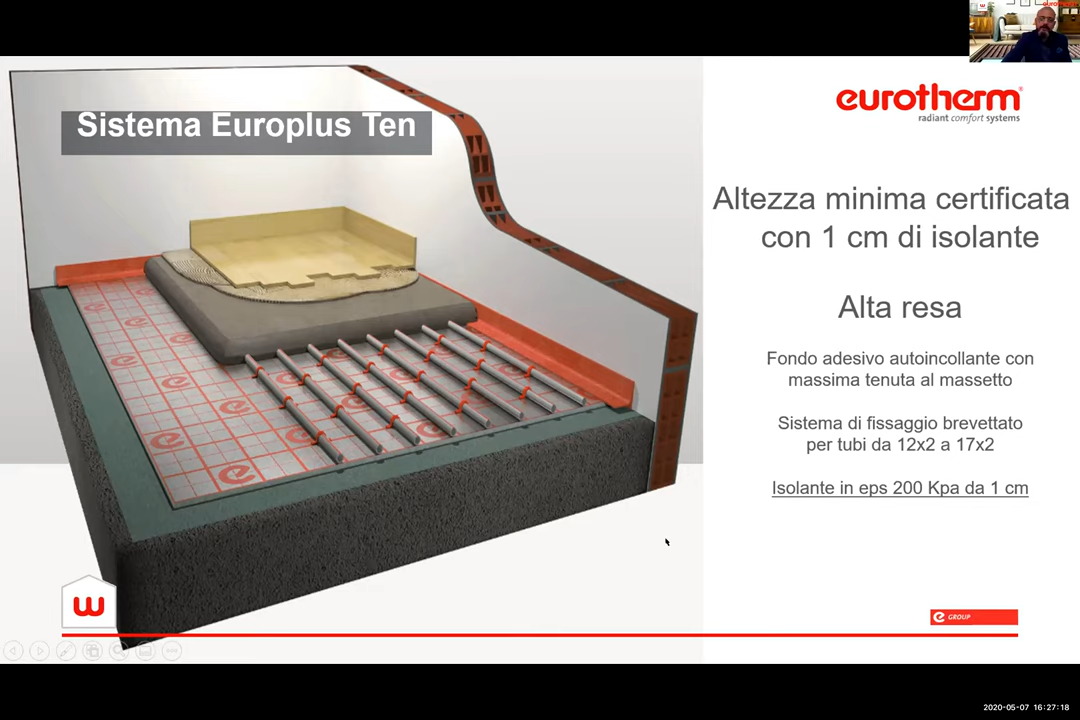 Sistema Europlus Ten
eurotherm
radiant comfort systems
Altezza minima certificata
con 1 cm di isolante
Alta resa
Fondo adesivo autoincollante con
massima tenuta al massetto
Sistema di fissaggio brevettato
per tubi da 12x2 a 17x2
Isolante in eps 200 Kpa da 1 cm
e GROUP
2020-05-07 16:27:18